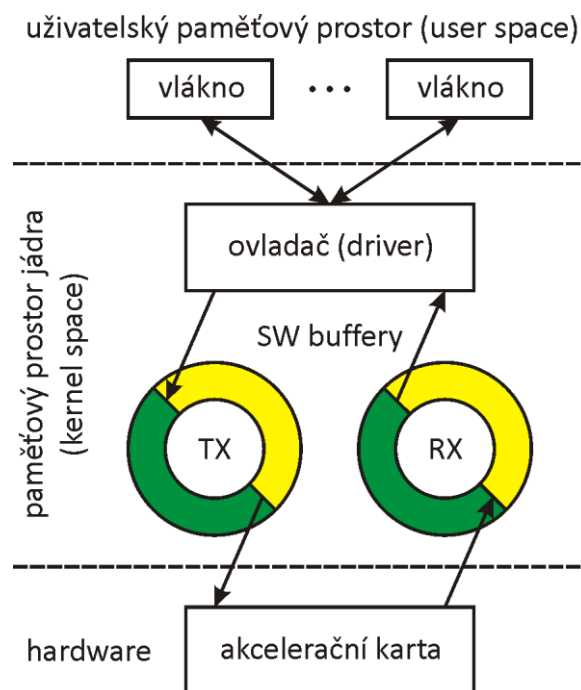 uživatelský paměťový prostor (user space)
vlákno ... vlákno
ovladač (driver)
paměťový prostor jádra
(kernel space)
SW buffery
TX RX
hardware
akcelerační karta